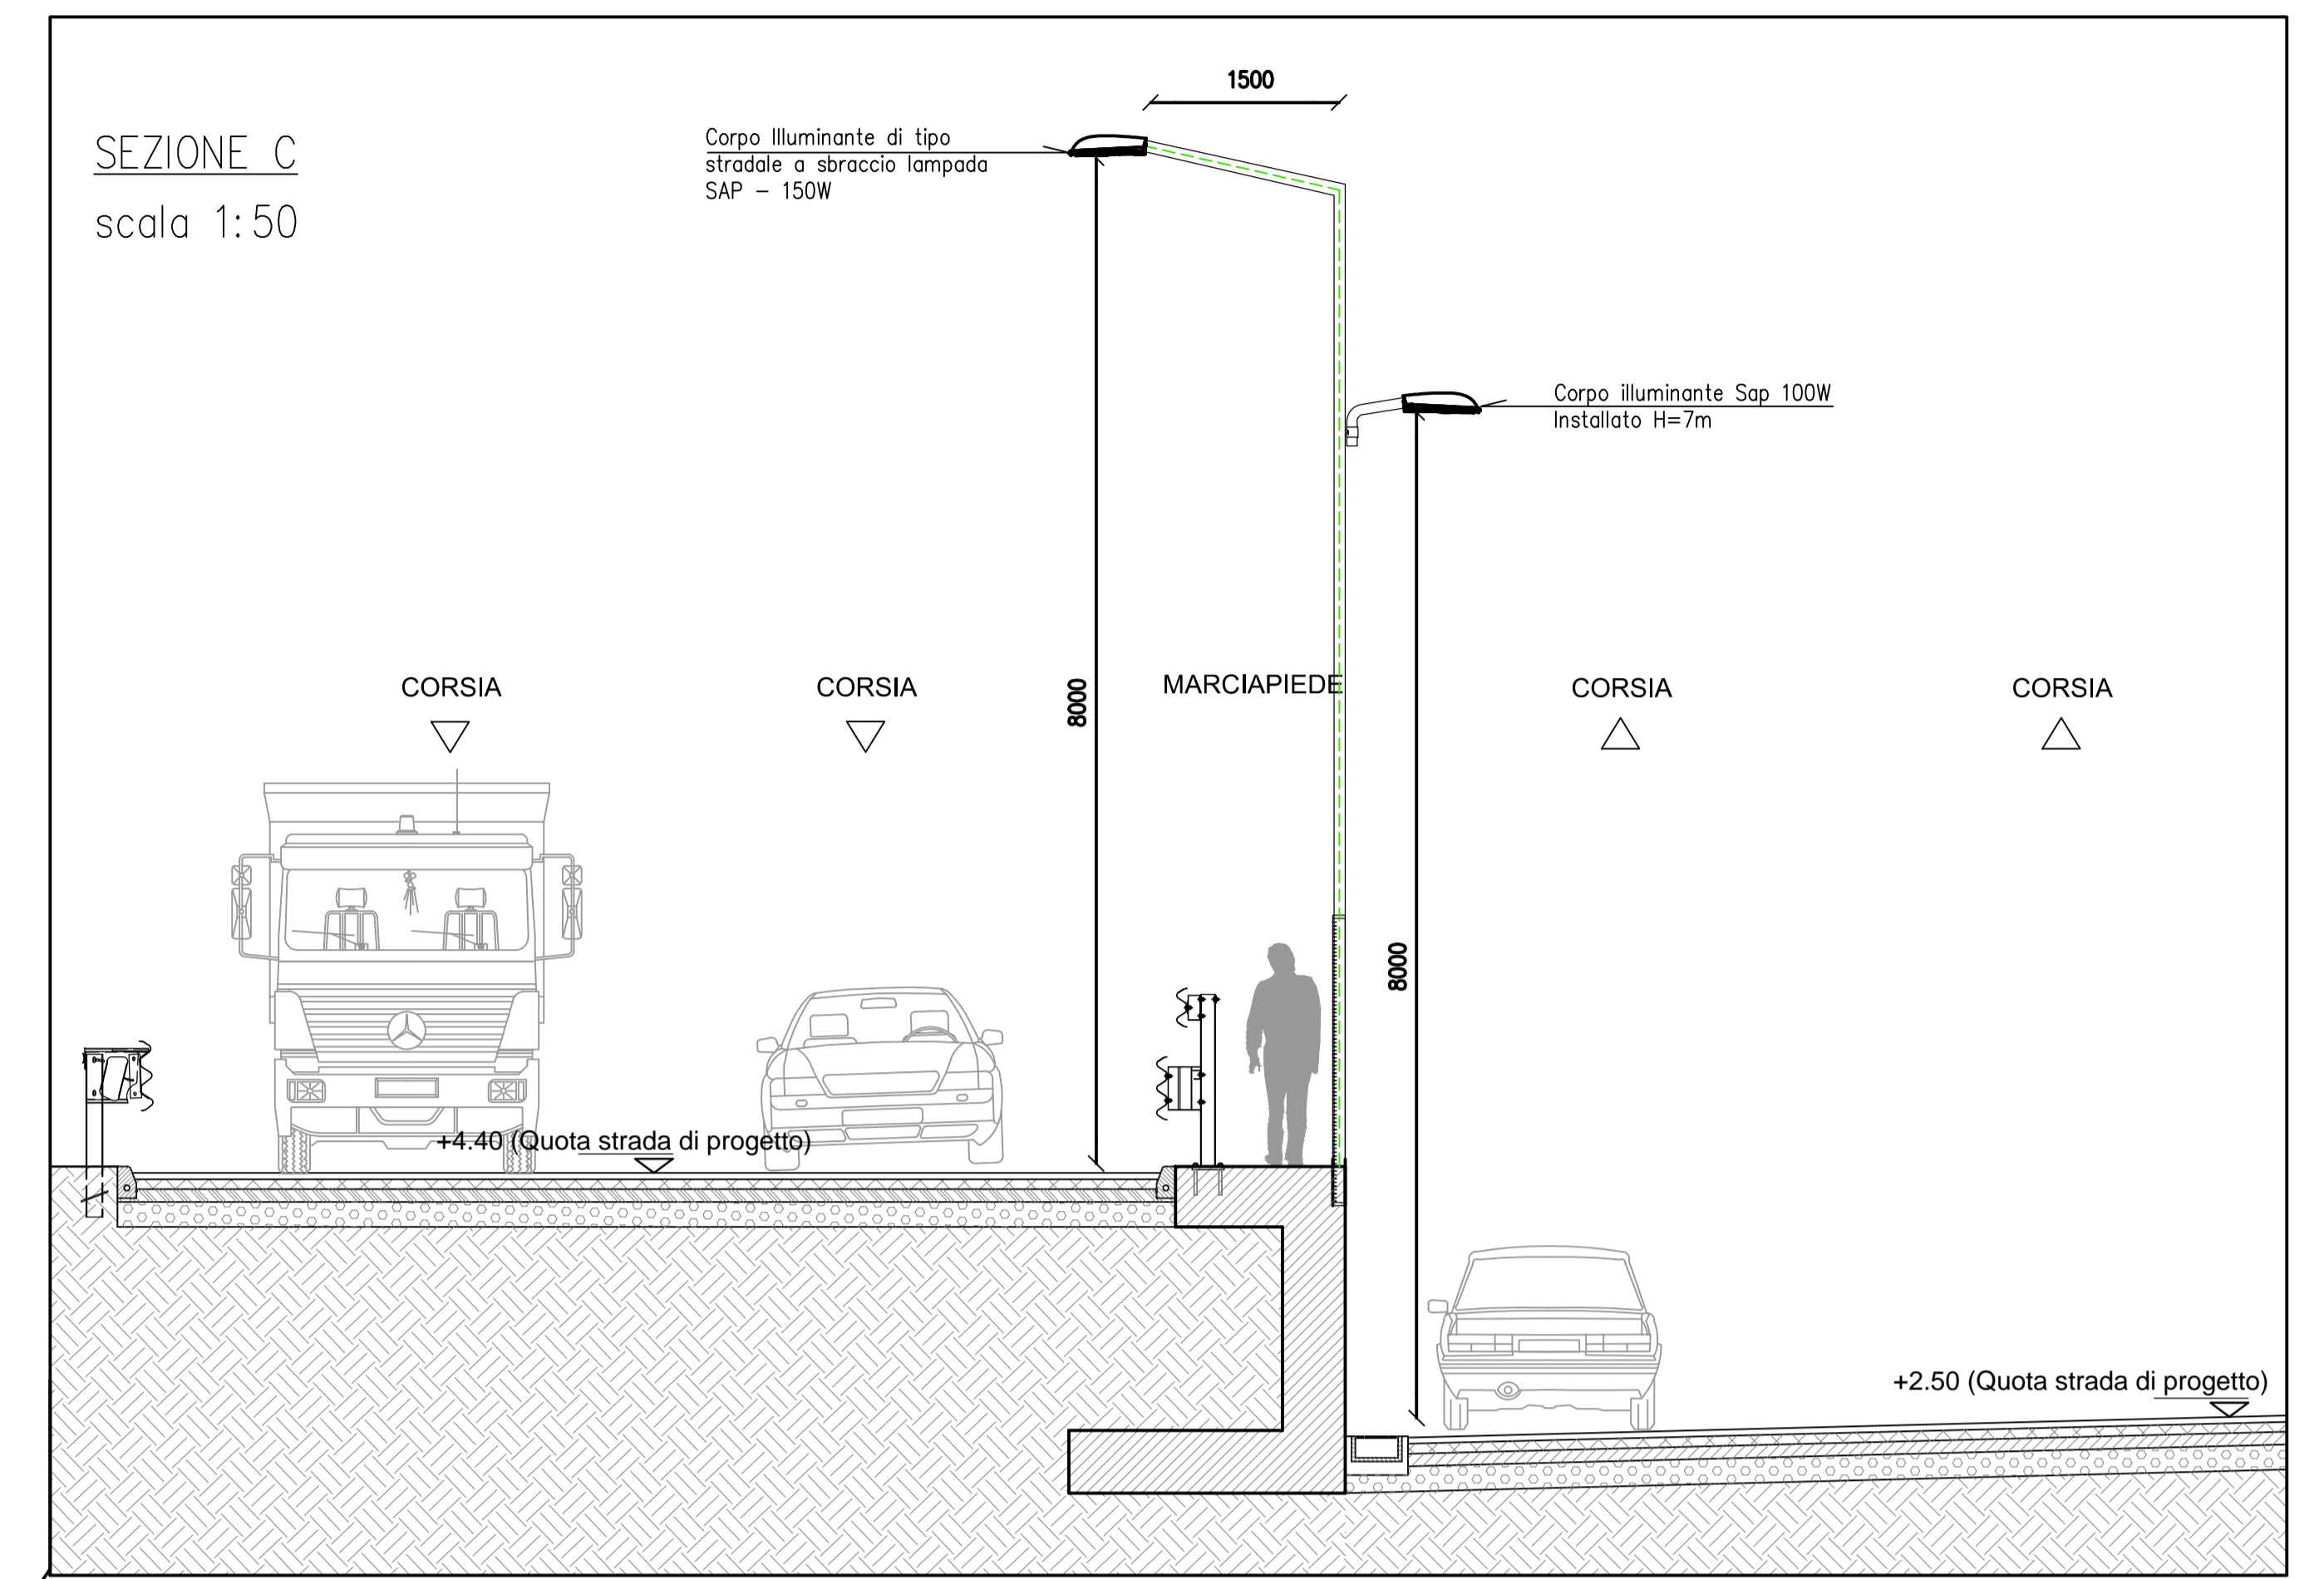 1500
SEZIONE C
scala 1:50
Corpo Illuminante di tipo
stradale a sbraccio lampada
SAP - 150W
Corpo illuminante Sap 100W
Installato H=7m
CORSIA
CORSIA
MARCIAPIEDE
CORSIA
CORSIA
8000
8000
+4.40 (Quota strada di progetto)
+2.50 (Quota strada di progetto)